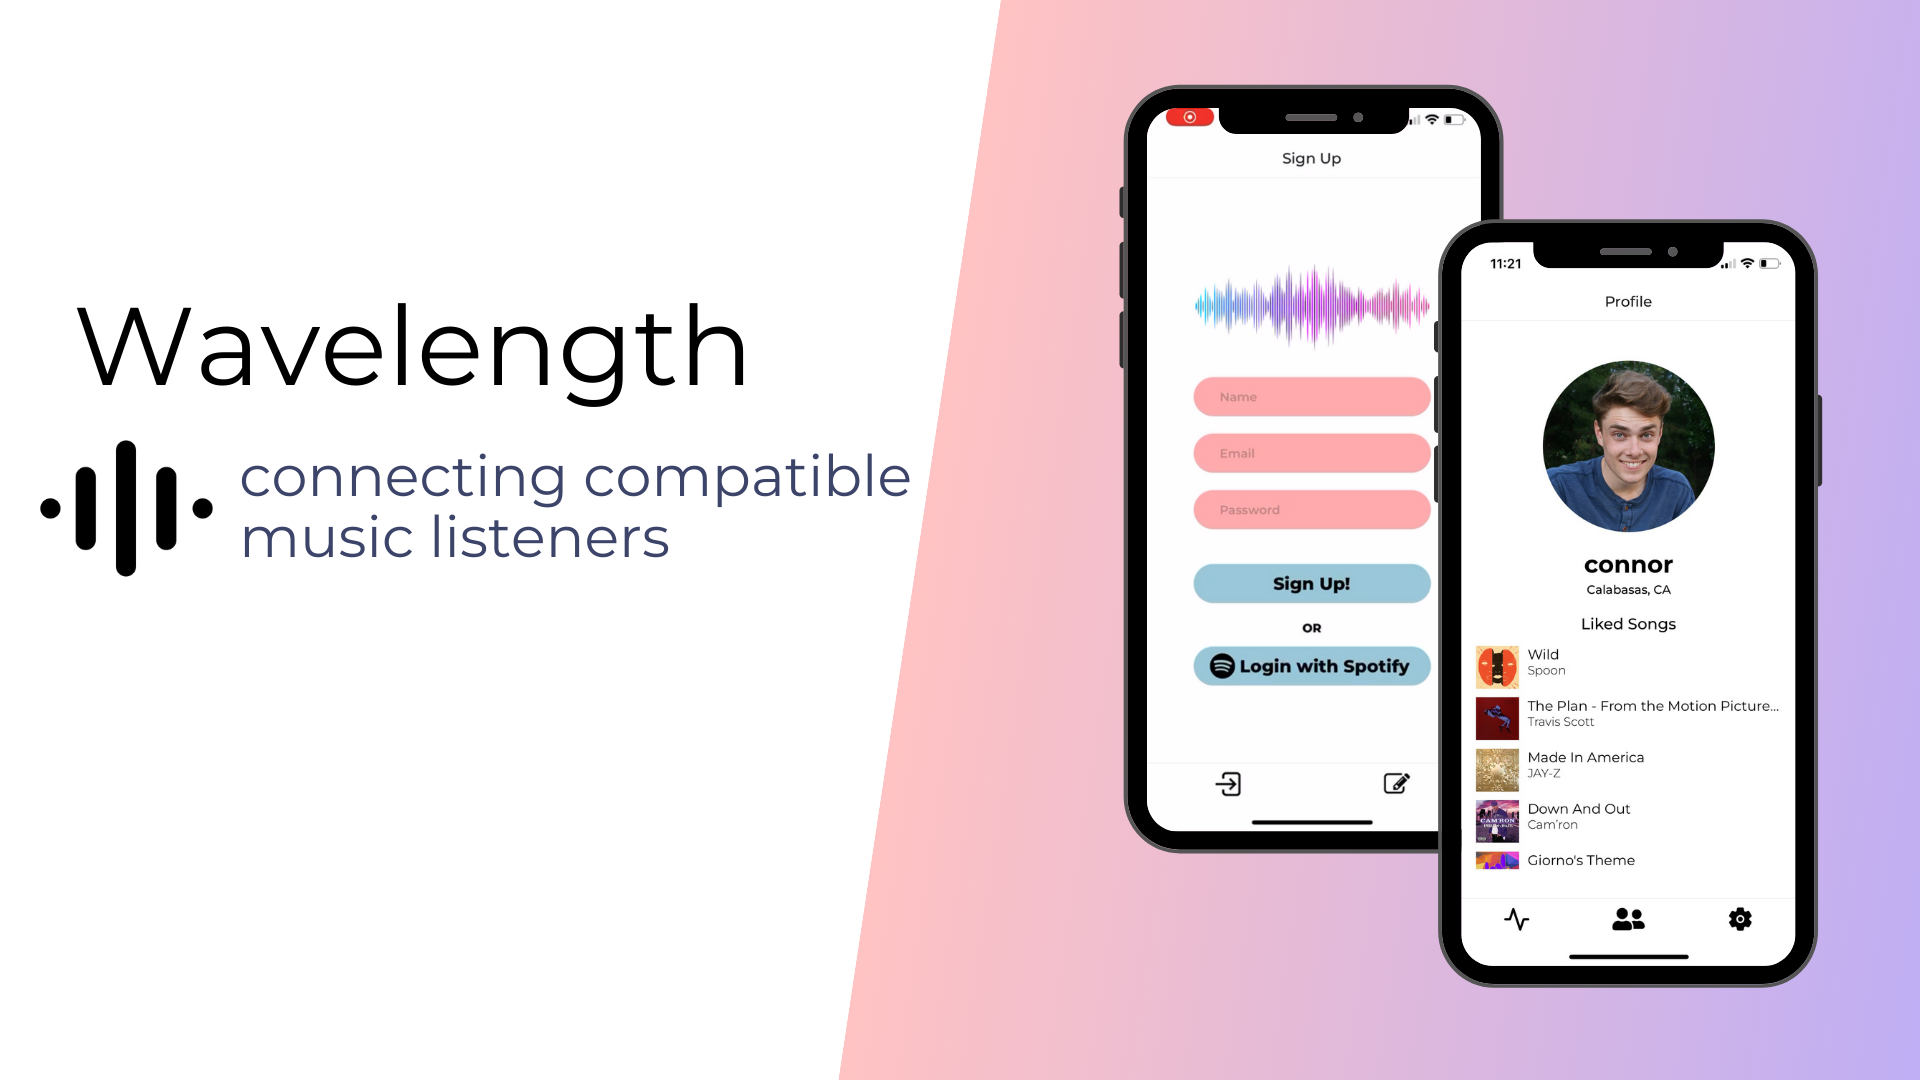 Wavelength
connecting compatible
music listeners
Sign Up
Name
Email
Password
Sign Up!
OR
Login with Spotify
11:21
Profile
connor
Calabasas, CA
Liked Songs
Wild
Spoon
The Plan - From the Motion Picture...
Travis Scott
Made In America
JAY-Z
Down And Out
Cam'ron
CAM'RON
Giorno's Theme